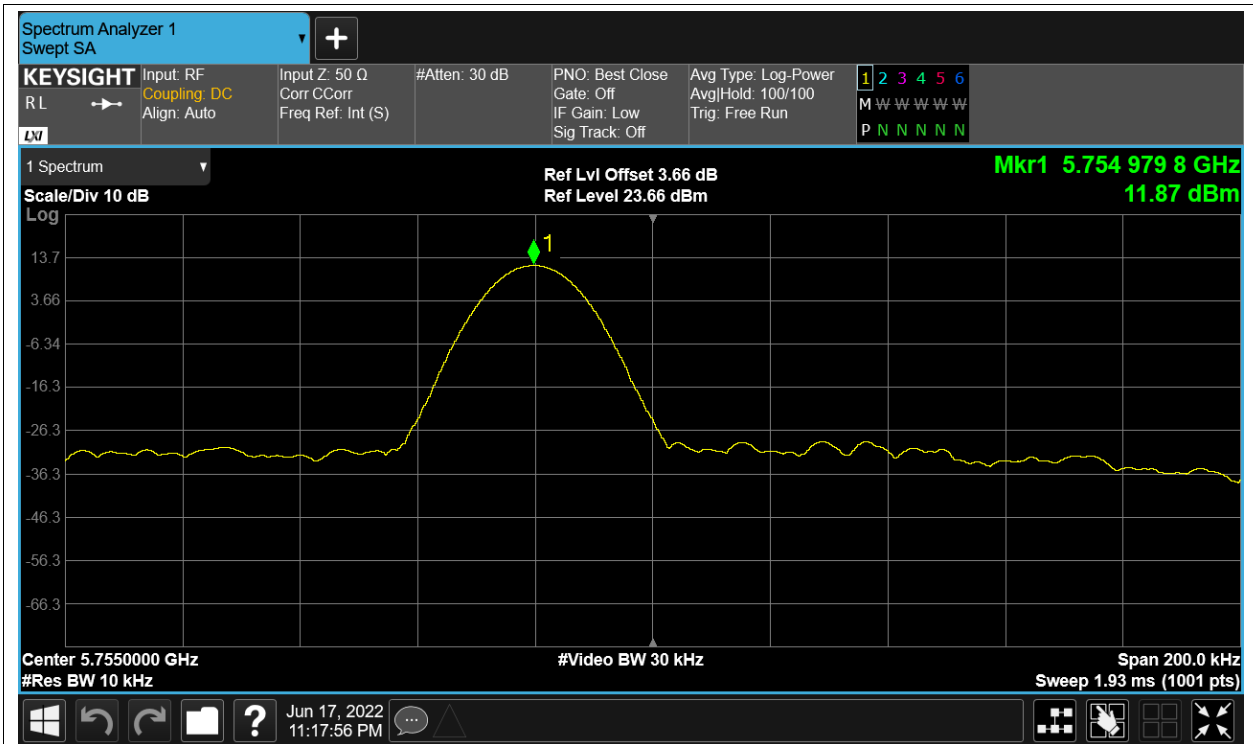 Spectrum Analyzer 1
Swept SA
KEYSIGHT
R L
LXI
Input: RF
Coupling: DC
Align: Auto
Input Z: 50 Ω
Corr CCorr
Freq Ref: Int (S)
#Atten: 30 dB
PNO: Best Close
Gate: Off
IF Gain: Low
Sig Track: Off
Avg Type: Log-Power
Avg|Hold: 100/100
Trig: Free Run
1 2 3 4 5 6
M W W W W W
P N N N N N
1 Spectrum
Scale/Div 10 dB
Log
Ref Lvl Offset 3.66 dB
Ref Level 23.66 dBm
Mkr1 5.754 979 8 GHz
11.87 dBm
1
13.7
3.66
-6.34
-16.3
-26.3
-36.3
-46.3
-56.3
-66.3
Center 5.7550000 GHz
#Res BW 10 kHz
#Video BW 30 kHz
Span 200.0 kHz
Sweep 1.93 ms (1001 pts)
?
Jun 17, 2022
11:17:56 PM